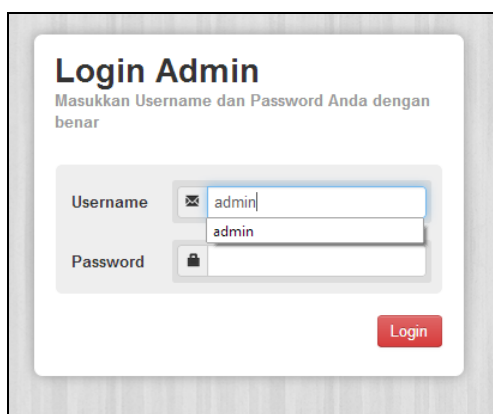 Login Admin
Masukkan Username dan Password Anda dengan
benar
Username admin
admin
Password
Login